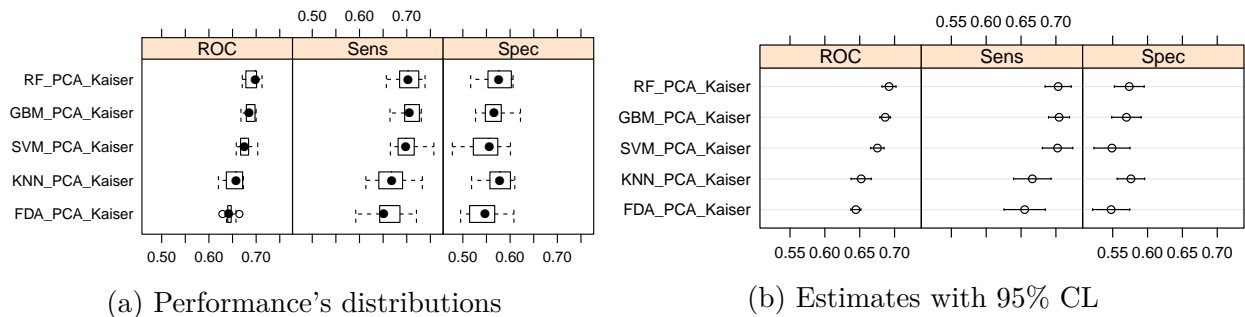 0.50 0.60 0.70
ROC Sens Spec
RF_PCA_Kaiser
GBM_PCA_Kaiser
SVM_PCA_Kaiser
KNN_PCA_Kaiser
FDA_PCA_Kaiser
0.50 0.60 0.70 0.50 0.60 0.70
(a) Performance's distributions
0.55 0.60 0.65 0.70
ROC Sens Spec
RF_PCA_Kaiser
GBM_PCA_Kaiser
SVM_PCA_Kaiser
KNN_PCA_Kaiser
FDA_PCA_Kaiser
0.55 0.60 0.65 0.70 0.55 0.60 0.65 0.70
(b) Estimates with 95% CL